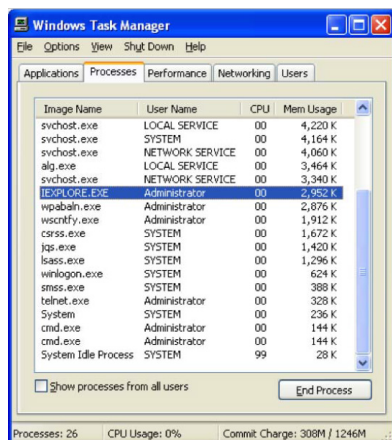 Windows Task Manager
File Options View Shut Down Help
Applications Processes Performance Networking Users
Image Name User Name CPU Mem Usage
svchost.exe LOCAL SERVICE 00 4,220 K
svchost.exe SYSTEM 00 4,164 K
svchost.exe NETWORK SERVICE 00 4,060 K
alg.exe LOCAL SERVICE 00 3,464 K
svchost.exe NETWORK SERVICE 00 3,340 K
IEXPLORE.EXE Administrator 00 2,952 K
wpabaln.exe Administrator 00 2,876 K
wscntfy.exe Administrator 00 1,912 K
csrss.exe SYSTEM 00 1,672 K
jqs.exe SYSTEM 00 1,420 K
lsass.exe SYSTEM 00 1,296 K
winlogon.exe SYSTEM 00 624 K
smss.exe SYSTEM 00 388 K
telnet.exe Administrator 00 328 K
System SYSTEM 00 236 K
cmd.exe Administrator 00 144 K
cmd.exe Administrator 00 144 K
System Idle Process SYSTEM 99 28 K
Show processes from all users
End Process
Processes: 26 CPU Usage: 0% Commit Charge: 308M / 1246M